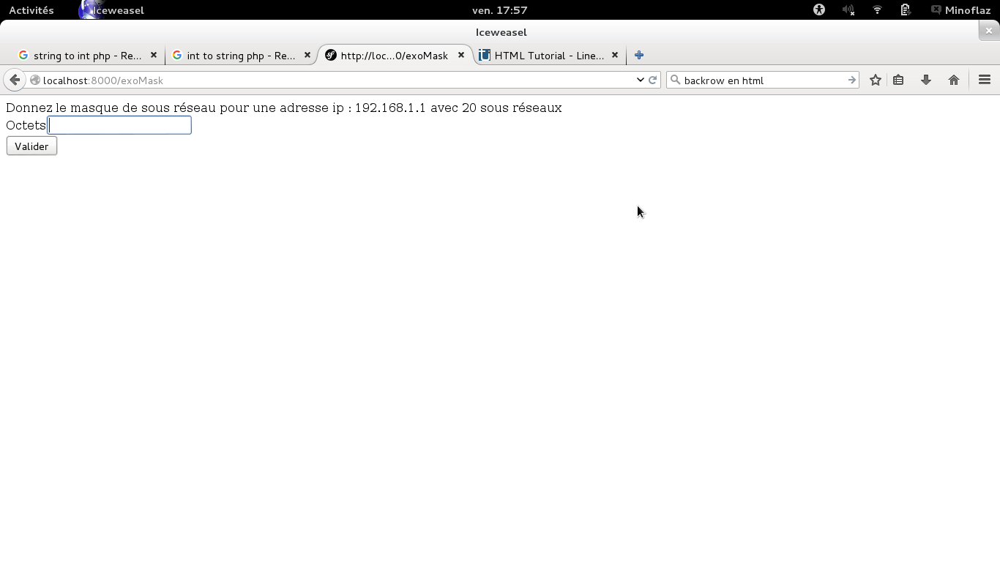 Activités Iceweasel ven. 17:57 Minoflaz
Iceweasel
string to int php - Re... int to string php - Re... http://loc...0/exoMask HTML Tutorial - Line...
localhost:8000/exoMask backrow en html
Donnez le masque de sous réseau pour une adresse ip : 192.168.1.1 avec 20 sous réseaux
Octets
Valider